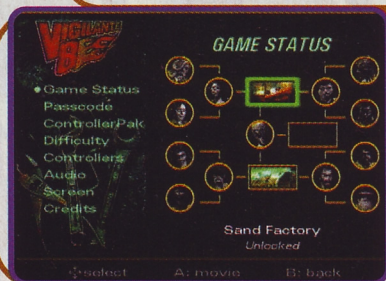 VIGILANTE
8
GAME STATUS
Game Status
Passcode
ControllerPak
Difficulty
Controllers
Audio
Screen
Credits
Sand Factory
Unlocked
select A: movie B: back